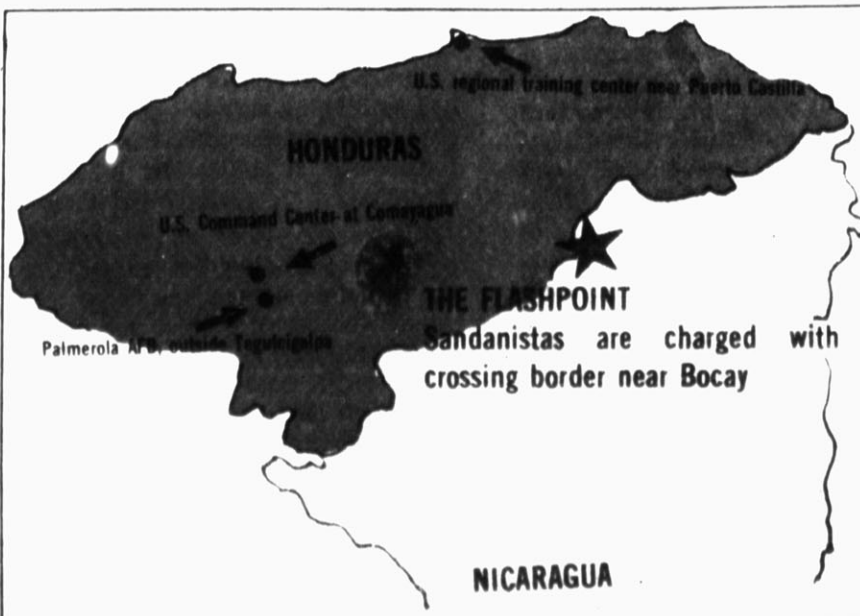 U.S. regional training center near Puerto Castilla
HONDURAS
U.S. Command Center at Comayagua
THE FLASHPOINT
Sandanistas are charged with
crossing border near Bocay
Palmerola AFB, outside Tegulcigalpa
NICARAGUA